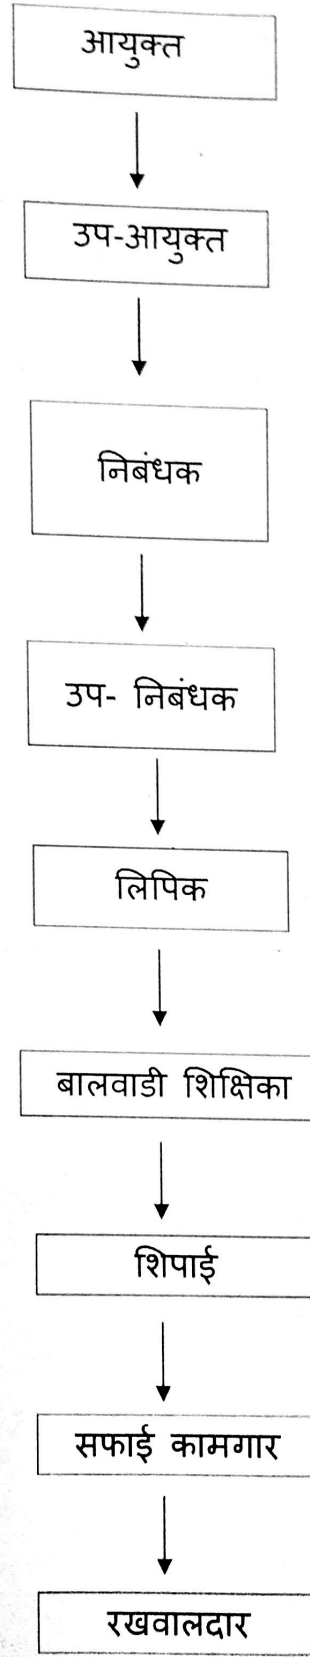 आयुक्त
उप-आयुक्त
निबंधक
उप- निबंधक
लिपिक
बालवाडी शिक्षिका
शिपाई
सफाई कामगार
रखवालदार